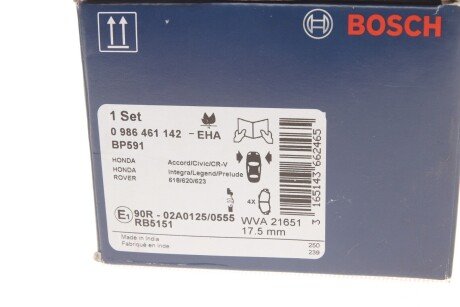 BOSCH
1 Set
0 986 461 142 - EHA
BP591
HONDA Accord/Civic/CR-V
HONDA Integra/Legend/Prelude
ROVER 618/620/623
4X
E1 90R - 02A0125/0555 WVA 21651
RB5151 17.5 mm
Made in India
Fabriqué en Inde
250
239
3 165143 662465